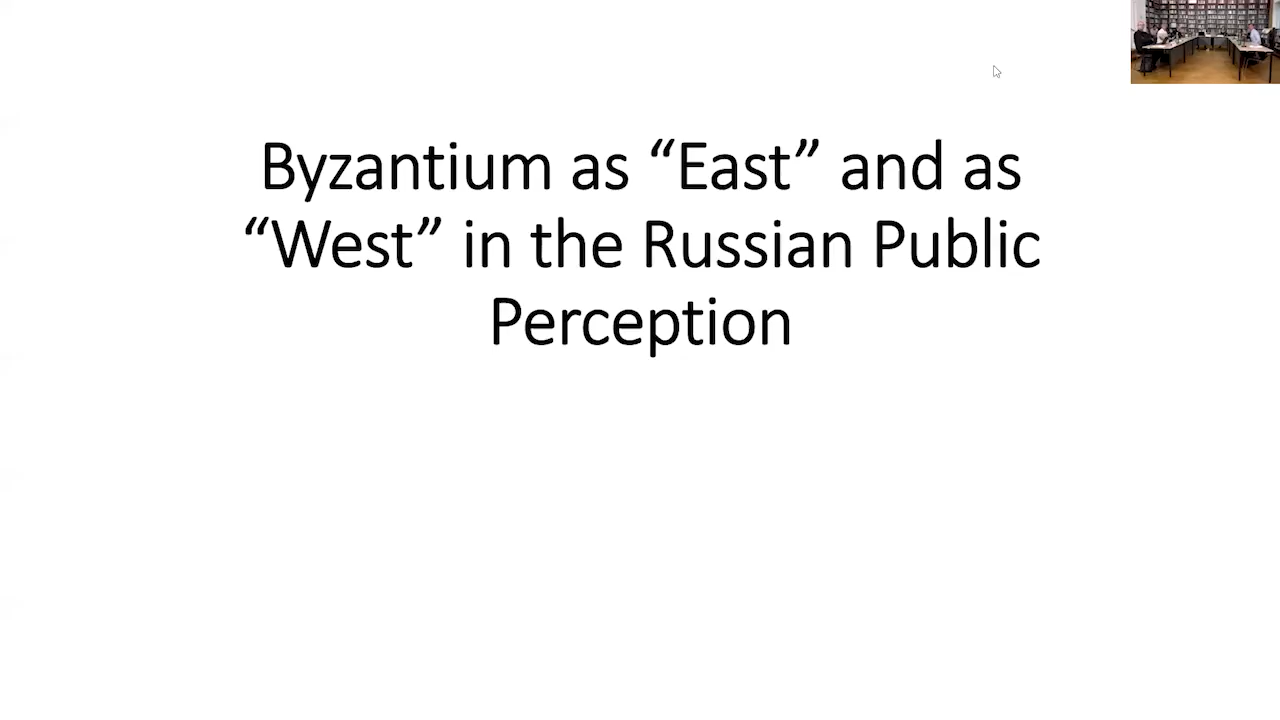 Byzantium as “East” and as
“West” in the Russian Public
Perception